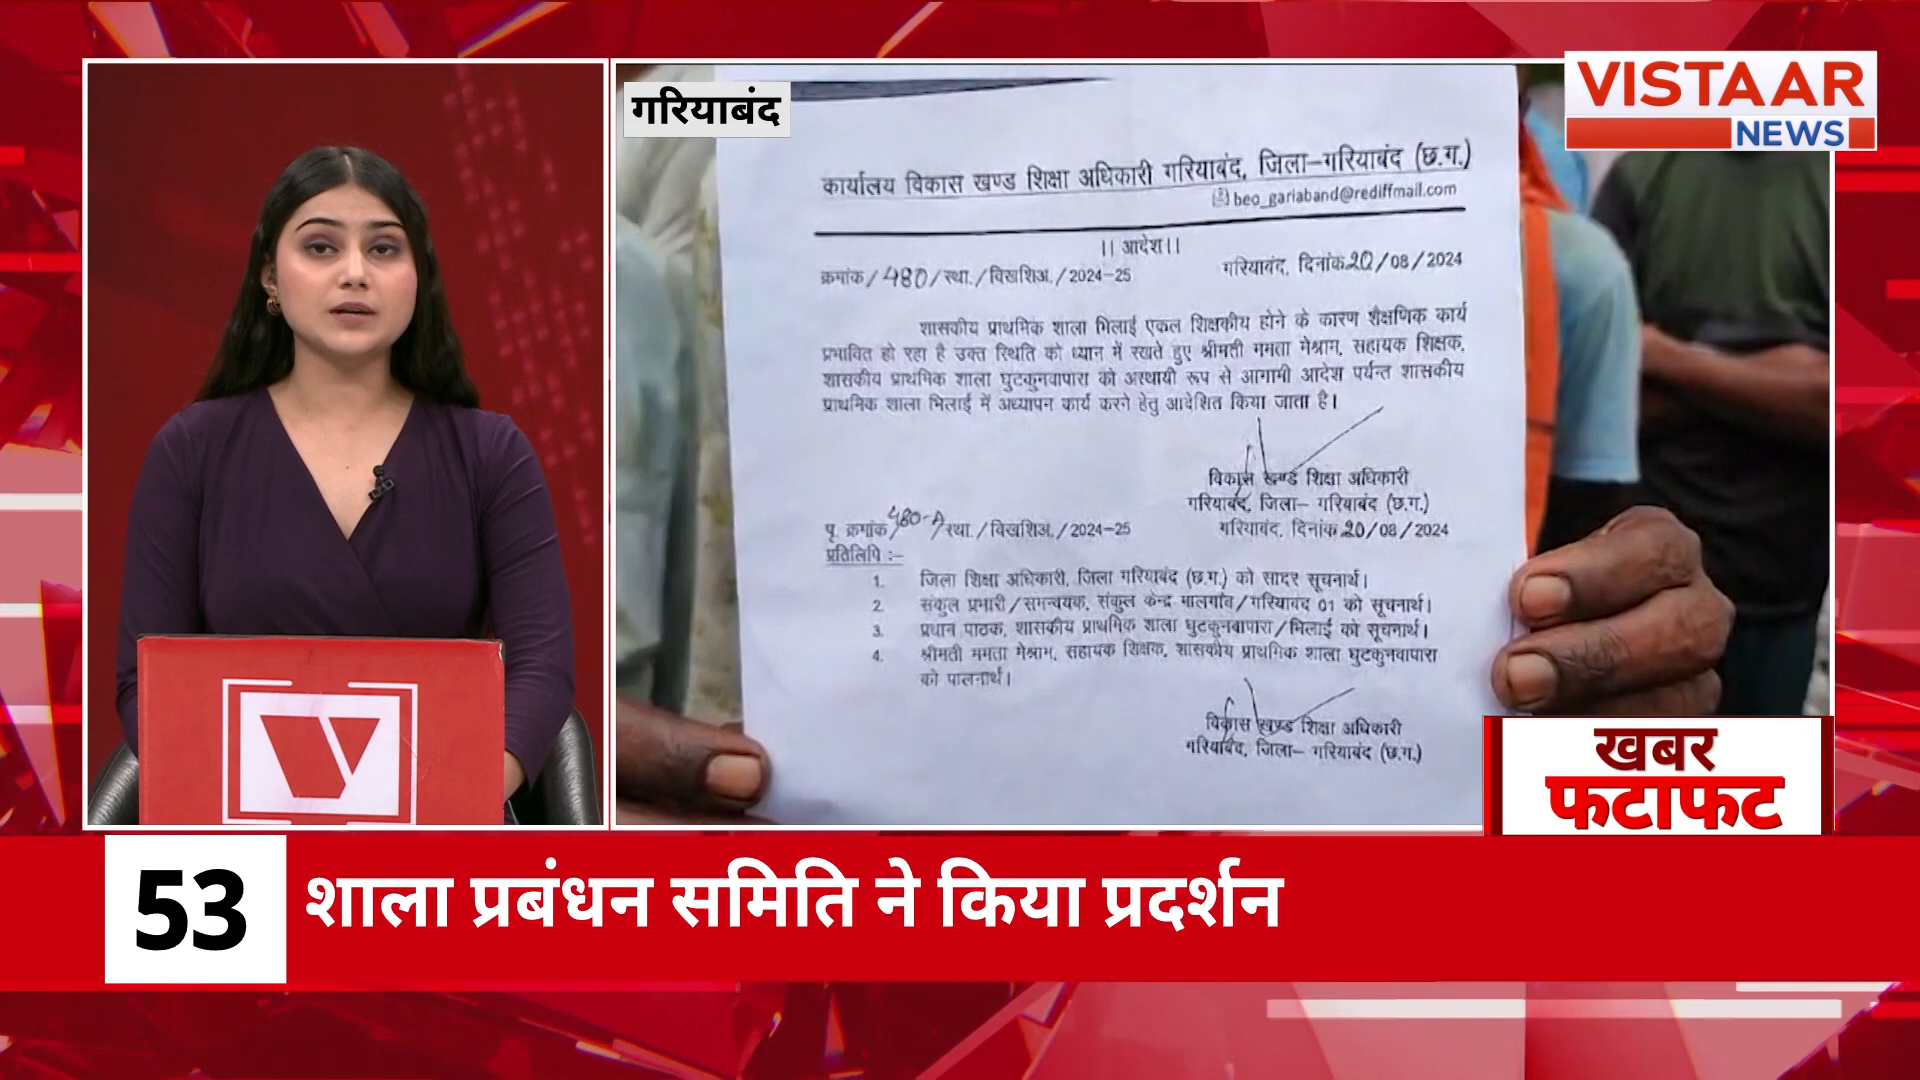 VISTAAR
NEWS
गरियाबंद
कार्यालय विकास खण्ड शिक्षा अधिकारी गरियाबंद, जिला-गरियाबंद (छ.ग.)
beo_gariaband@rediffmail.com
|| आदेश||
क्रमांक/480/स्था./विखशिअ./2024-25 गरियाबंद, दिनांक20/08/2024
शासकीय प्राथमिक शाला भिलाई एकल शिक्षकीय होने के कारण शैक्षणिक कार्य
प्रभावित हो रहा है उक्त स्थिति को ध्यान में रखते हुए श्रीमती ममता मेश्राम, सहायक शिक्षक,
शासकीय प्राथमिक शाला घुटकुनवापारा को अस्थायी रूप से आगामी आदेश पर्यन्त शासकीय
प्राथमिक शाला भिलाई में अध्यापन कार्य करने हेतु आदेशित किया जाता है।
विकास खण्ड शिक्षा अधिकारी
गरियाबंद, जिला- गरियाबंद (छ.ग.)
पृ. क्रमांक/480-A/स्था./विखशिअ./2024-25 गरियाबंद, दिनांक 20/08/2024
प्रतिलिपि :-
1. जिला शिक्षा अधिकारी, जिला गरियाबंद (छ.ग.) को सादर सूचनार्थ।
2. संकुल प्रभारी/समन्वयक, संकुल केन्द्र मालगांव/गरियाबंद 01 को सूचनार्थ।
3. प्रधान पाठक, शासकीय प्राथमिक शाला घुटकुनवापारा/भिलाई को सूचनार्थ।
4. श्रीमती ममता मेश्राम, सहायक शिक्षक, शासकीय प्राथमिक शाला घुटकुनवापारा
को पालनार्थ।
विकास खण्ड शिक्षा अधिकारी
गरियाबंद, जिला- गरियाबंद (छ.ग.)
खबर
फटाफट
53 शाला प्रबंधन समिति ने किया प्रदर्शन